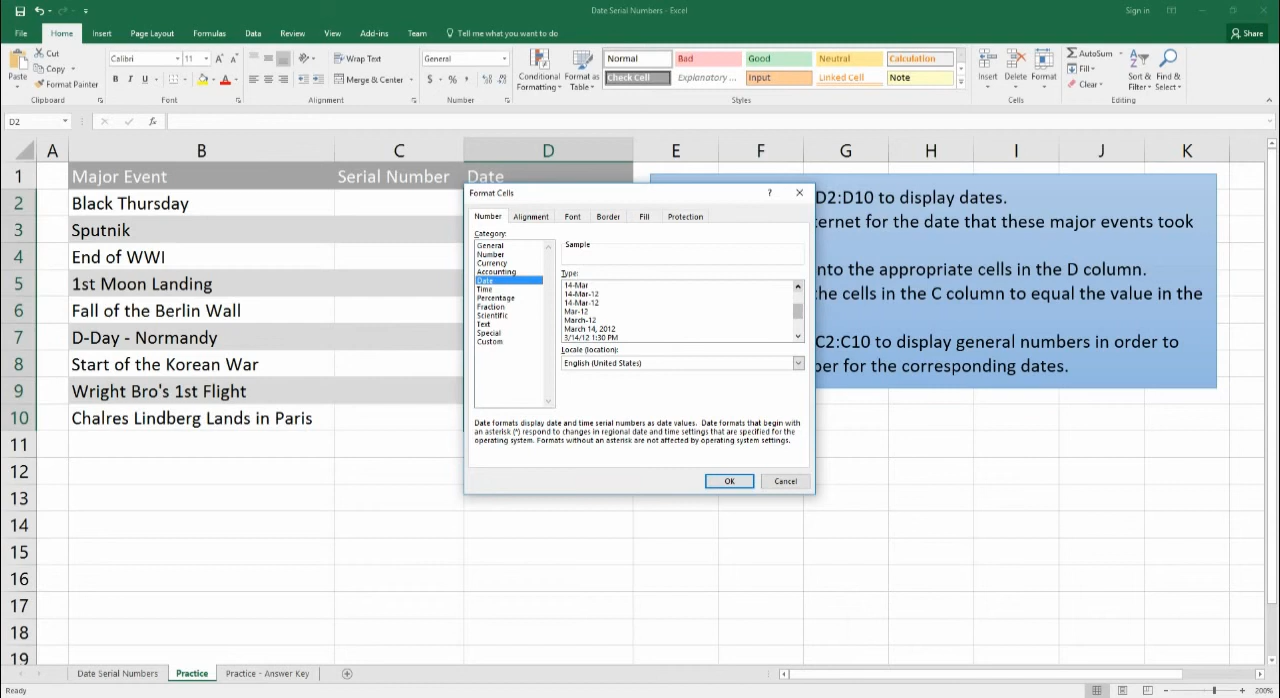 Date Serial Numbers - Excel
Sign in
File Home Insert Page Layout Formulas Data Review View Add-ins Team Tell me what you want to do Share
Paste Cut Copy Format Painter Clipboard
Calibri 11 B I U Font
Wrap Text Merge & Center Alignment
General $ % , Number
Conditional Formatting Format as Table
Normal Bad Good Neutral Calculation
Check Cell Explanatory ... Input Linked Cell Note
Styles
Insert Delete Format Cells
AutoSum Fill Clear Sort & Filter Find & Select Editing
D2 fx
A B C D E F G H I J K
1 Major Event Serial Number Date
2 Black Thursday
3 Sputnik
4 End of WWI
5 1st Moon Landing
6 Fall of the Berlin Wall
7 D-Day - Normandy
8 Start of the Korean War
9 Wright Bro's 1st Flight
10 Chalres Lindberg Lands in Paris
11
12
13
14
15
16
17
18
19
Format Cells ?
Number Alignment Font Border Fill Protection
Category:
General
Number
Currency
Accounting
Date
Time
Percentage
Fraction
Scientific
Text
Special
Custom
Sample
Type:
14-Mar
14-Mar-12
14-Mar-12
Mar-12
March-12
March 14, 2012
3/14/12 1:30 PM
Locale (location):
English (United States)
Date formats display date and time serial numbers as date values. Date formats that begin with
an asterisk (*) respond to changes in regional date and time settings that are specified for the
operating system. Formats without an asterisk are not affected by operating system settings.
OK Cancel
D2:D10 to display dates.
ernet for the date that these major events took
nto the appropriate cells in the D column.
he cells in the C column to equal the value in the
C2:C10 to display general numbers in order to
ber for the corresponding dates.
Date Serial Numbers Practice Practice - Answer Key
Ready
200%